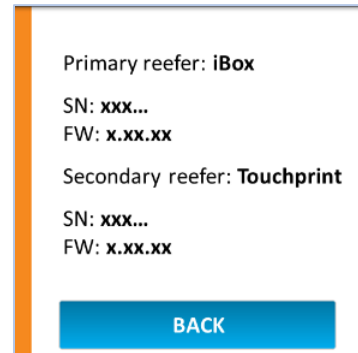 Primary reefer: iBox
SN: xxx...
FW: x.xx.xx
Secondary reefer: Touchprint
SN: xxx...
FW: x.xx.xx
BACK